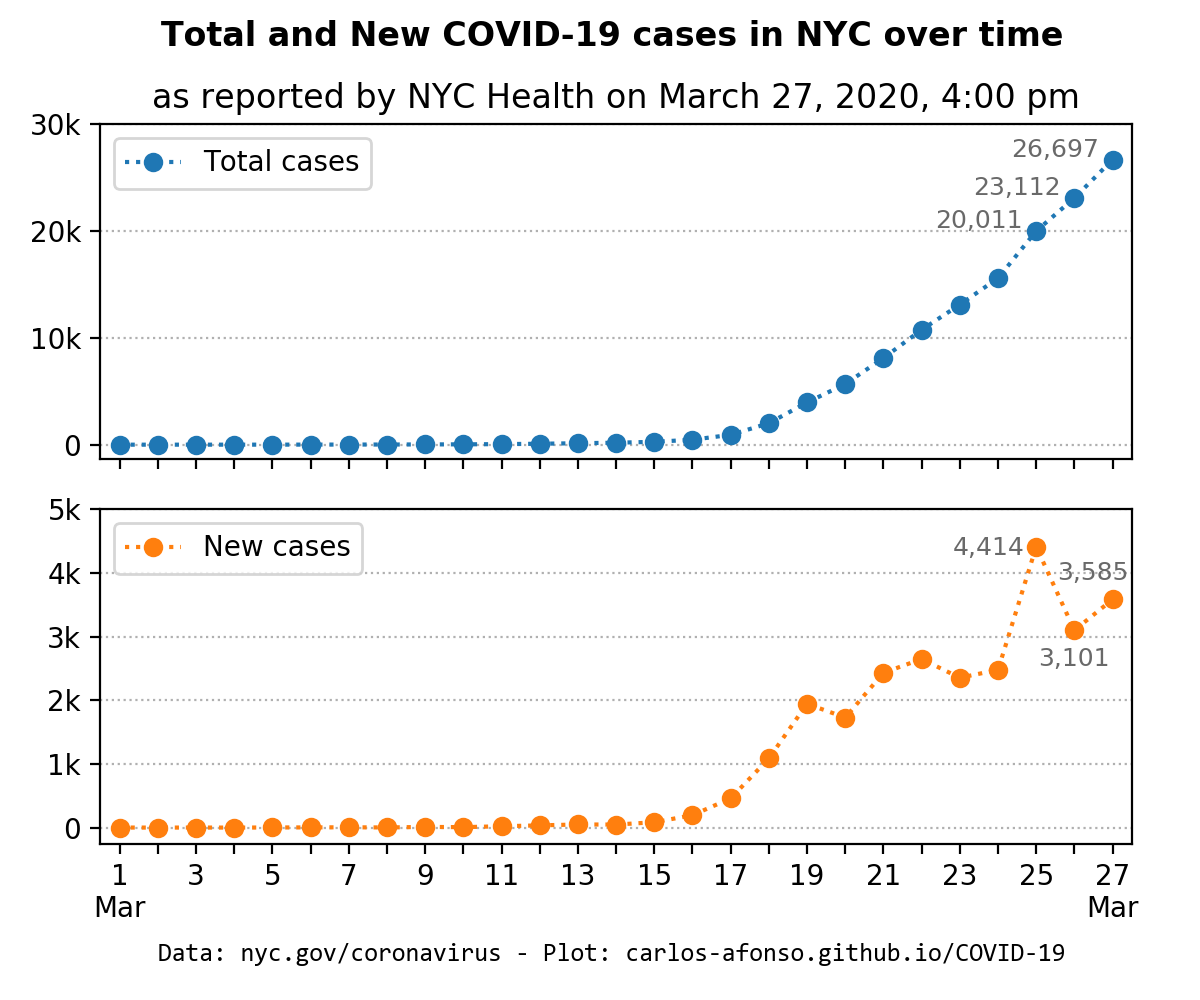 Total and New COVID-19 cases in NYC over time
as reported by NYC Health on March 27, 2020, 4:00 pm
30k
Total cases
26,697
23,112
20,011
20k
10k
0
5k
New cases
4,414
4k
3,585
3k
3,101
2k
1k
0
1 3 5 7 9 11 13 15 17 19 21 23 25 27
Mar Mar
Data: nyc.gov/coronavirus - Plot: carlos-afonso.github.io/COVID-19